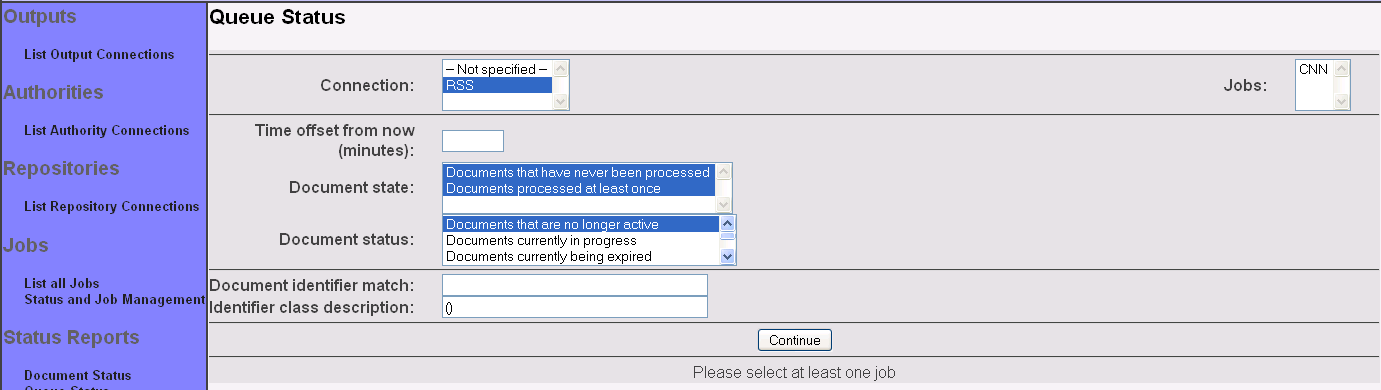 Outputs
List Output Connections
Authorities
List Authority Connections
Repositories
List Repository Connections
Jobs
List all Jobs
Status and Job Management
Status Reports
Document Status
Queue Status
Queue Status
Connection:
-- Not specified --
RSS
Jobs:
CNN
Time offset from now
(minutes):
Document state:
Documents that have never been processed
Documents processed at least once
Document status:
Documents that are no longer active
Documents currently in progress
Documents currently being expired
Document identifier match:
Identifier class description:
()
Continue
Please select at least one job